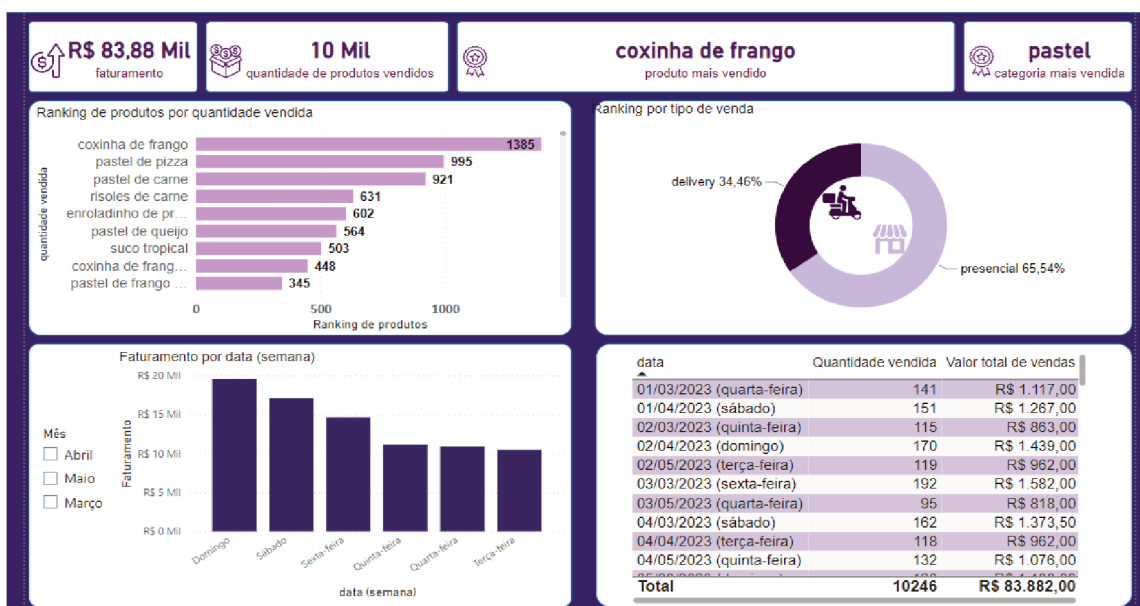 R$ 83,88 Mil
faturamento
10 Mil
quantidade de produtos vendidos
coxinha de frango
produto mais vendido
pastel
categoria mais vendida
Ranking de produtos por quantidade vendida
quantidade vendida
coxinha de frango 1385
pastel de pizza 995
pastel de carne 921
risoles de carne 631
enroladinho de pr... 602
pastel de queijo 564
suco tropical 503
coxinha de frang... 448
pastel de frango ... 345
0 500 1000
Ranking de produtos
Ranking por tipo de venda
delivery 34,46%
presencial 65,54%
Faturamento por data (semana)
Mês
Abril
Maio
Março
Faturamento
R$ 20 Mil
R$ 15 Mil
R$ 10 Mil
R$ 5 Mil
R$ 0 Mil
Domingo Sábado Sexta-feira Quinta-feira Quarta-feira Terça-feira
data (semana)
data Quantidade vendida Valor total de vendas
01/03/2023 (quarta-feira) 141 R$ 1.117,00
01/04/2023 (sábado) 151 R$ 1.267,00
02/03/2023 (quinta-feira) 115 R$ 863,00
02/04/2023 (domingo) 170 R$ 1.439,00
02/05/2023 (terça-feira) 119 R$ 962,00
03/03/2023 (sexta-feira) 192 R$ 1.582,00
03/05/2023 (quarta-feira) 95 R$ 818,00
04/03/2023 (sábado) 162 R$ 1.373,50
04/04/2023 (terça-feira) 118 R$ 962,00
04/05/2023 (quinta-feira) 132 R$ 1.076,00
Total 10246 R$ 83.882,00